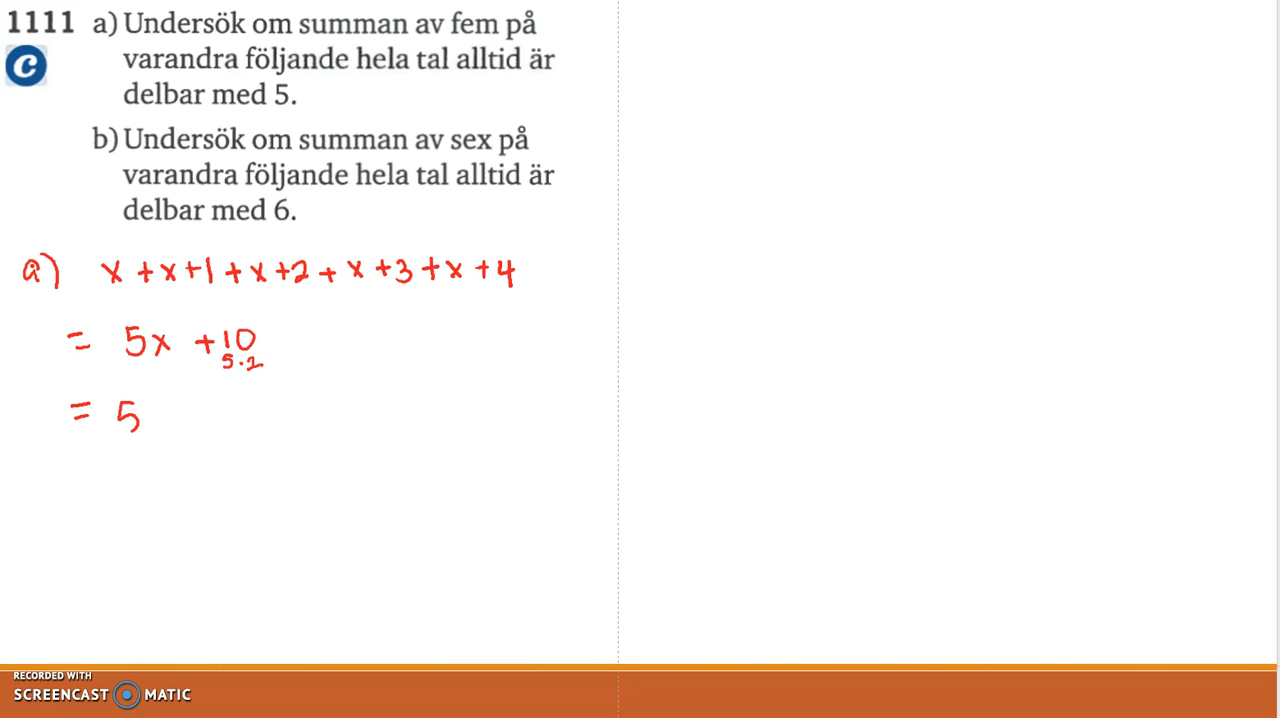 1111 a) Undersök om summan av fem på
C varandra följande hela tal alltid är
delbar med 5.
b) Undersök om summan av sex på
varandra följande hela tal alltid är
delbar med 6.
a) x + x + 1 + x + 2 + x + 3 + x + 4
= 5x + 10
5·2
= 5
RECORDED WITH
SCREENCAST MATIC